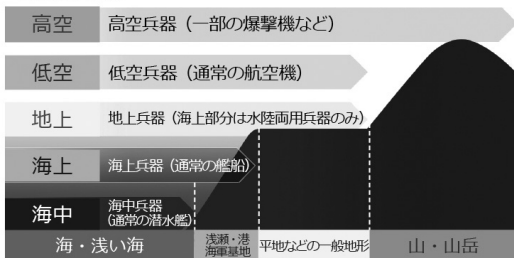 高空 高空兵器（一部の爆撃機など）
低空 低空兵器（通常の航空機）
地上 地上兵器（海上部分は水陸両用兵器のみ）
海上 海上兵器（通常の艦船）
海中 海中兵器
（通常の潜水艦）
海・浅い海
浅瀬・港
海軍基地
平地などの一般地形
山・山岳